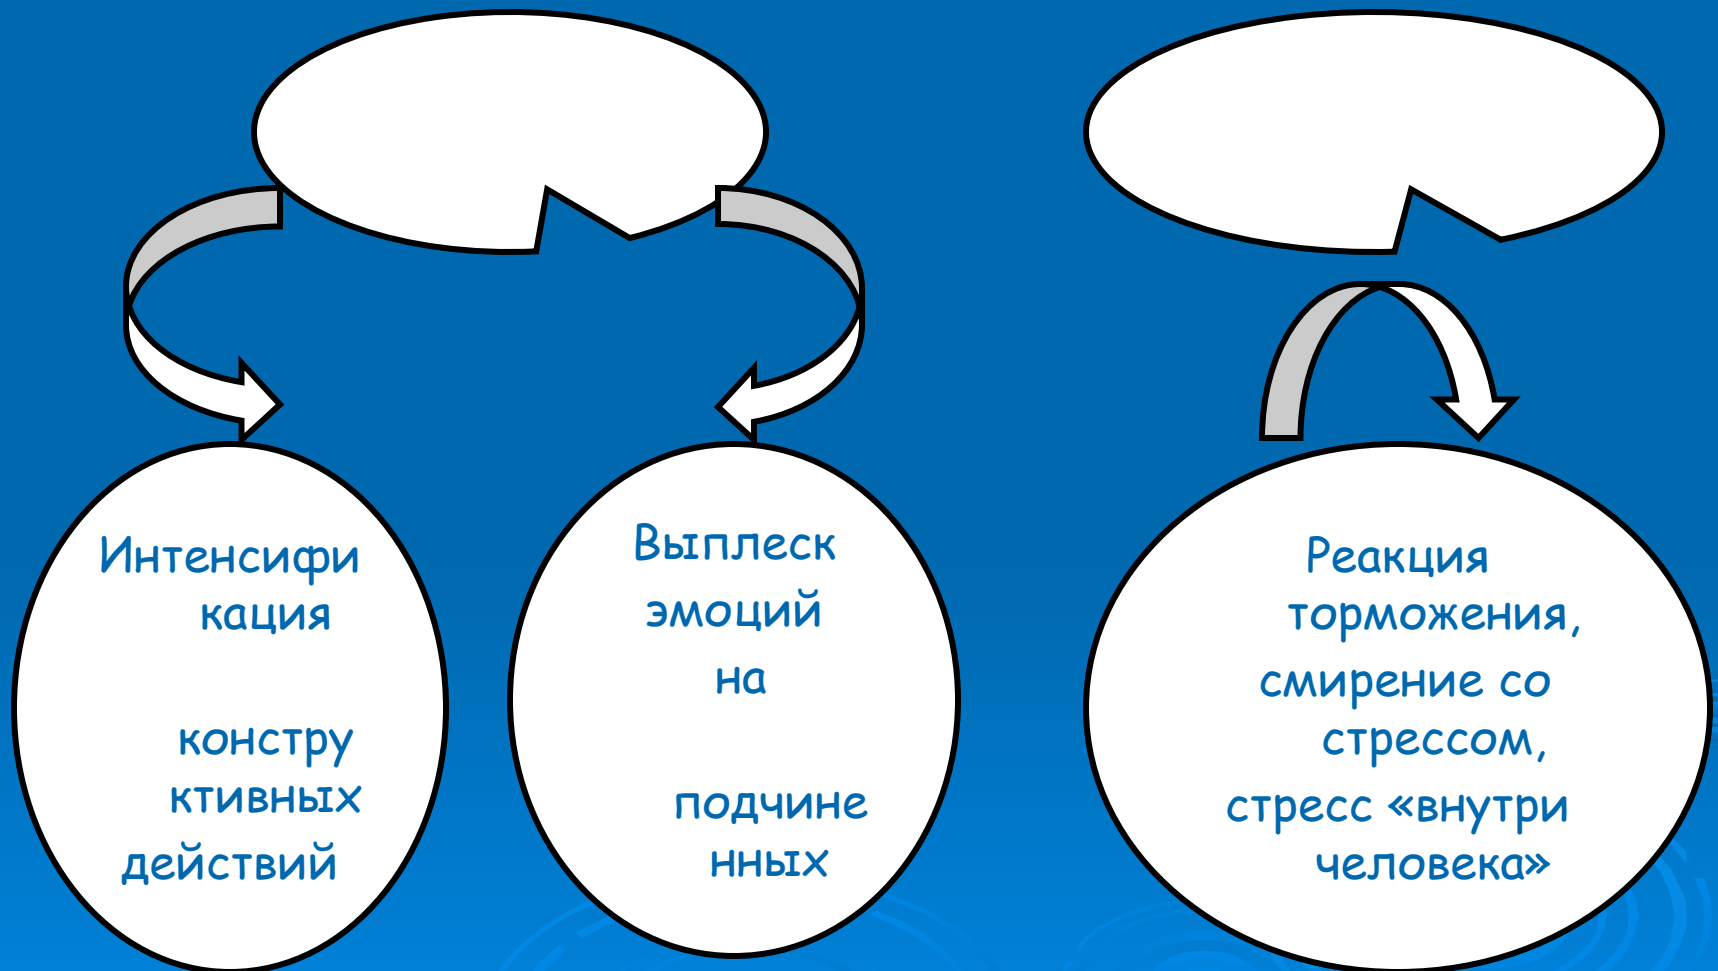 Интенсифи
кация
констру
ктивных
действий
Выплеск
эмоций
на
подчине
нных
Реакция
торможения,
смирение со
стрессом,
стресс «внутри
человека»